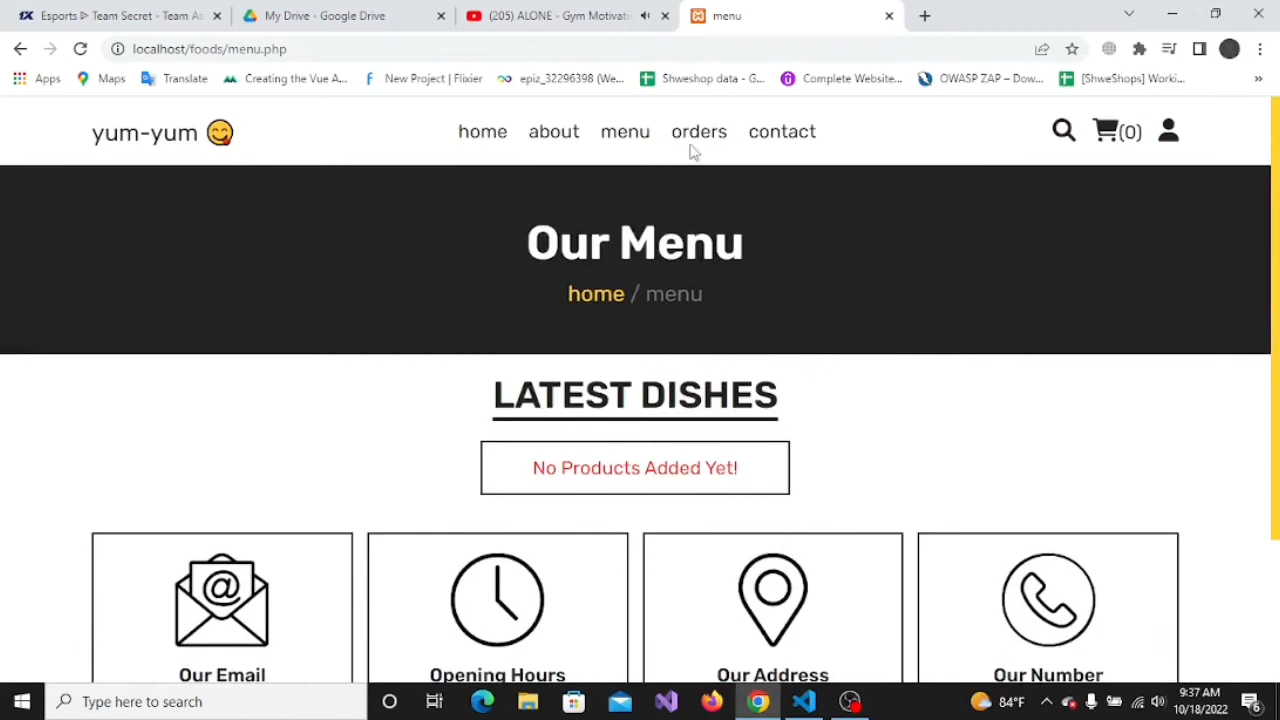 Esports ᐅ Team Secret - Team As
My Drive - Google Drive
(205) ALONE - Gym Motivati
menu
localhost/foods/menu.php
Apps
Maps
Translate
Creating the Vue A...
New Project | Flixier
epiz_32296398 (We...
Shweshop data - G...
Complete Website...
OWASP ZAP – Dow...
[ShweShops] Worki...
»
yum-yum 😋
home about menu orders contact
(0)
Our Menu
home / menu
LATEST DISHES
No Products Added Yet!
@
Our Email
Opening Hours
Our Address
Our Number
Type here to search
84°F
9:37 AM
10/18/2022
6